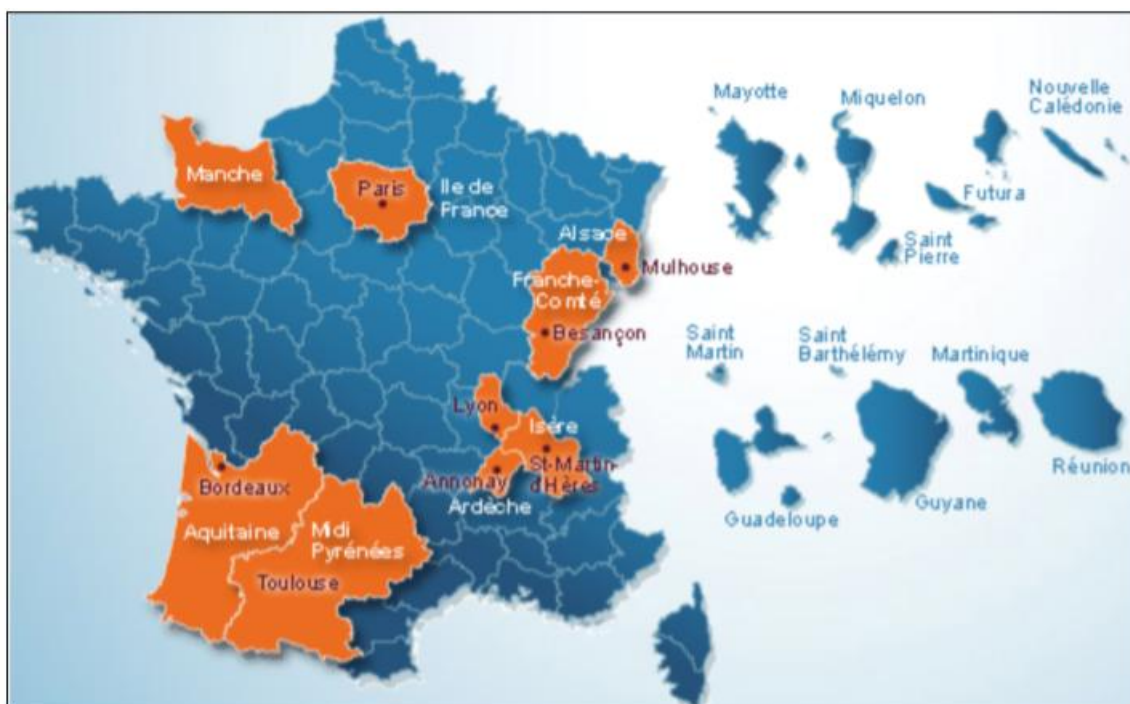 Manche
Paris
Ile de
France
Alsace
Mulhouse
Franche-
Comté
Besançon
Lyon
Isère
St-Martin-
d'Hères
Annonay
Ardèche
Bordeaux
Aquitaine
Midi
Pyrénées
Toulouse
Mayotte
Miquelon
Nouvelle
Calédonie
Futura
Saint
Pierre
Saint
Martin
Saint
Barthélémy
Martinique
Guadeloupe
Guyane
Réunion